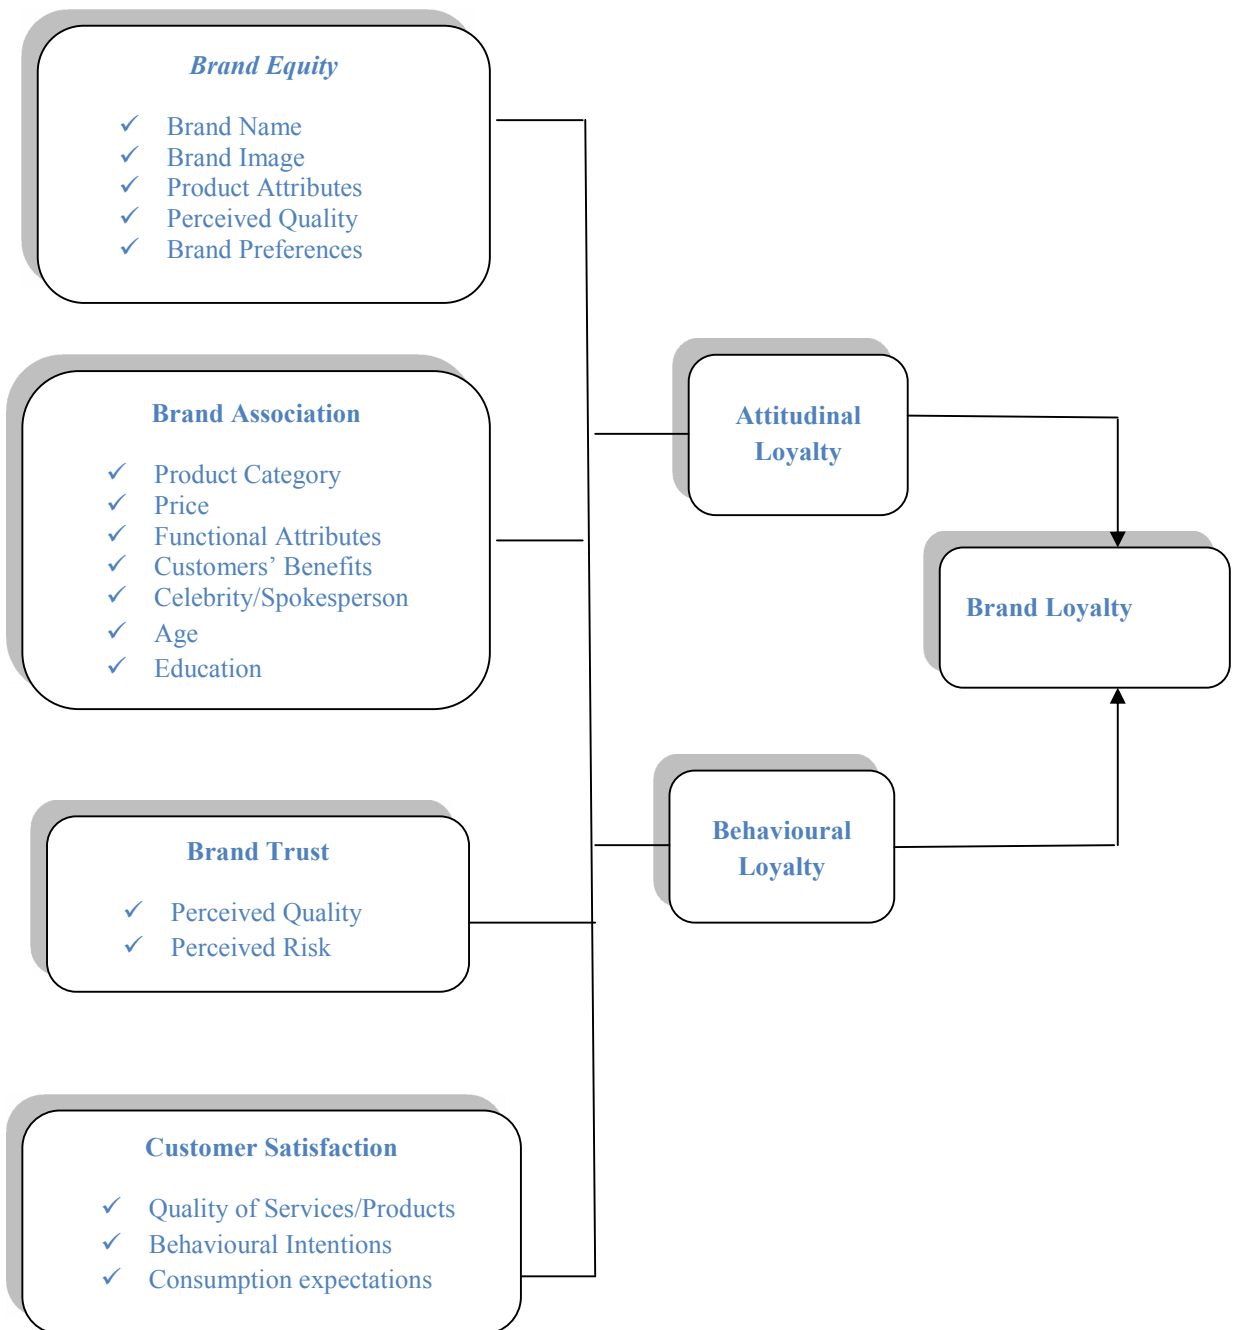 Brand Equity
✓ Brand Name
✓ Brand Image
✓ Product Attributes
✓ Perceived Quality
✓ Brand Preferences
Brand Association
✓ Product Category
✓ Price
✓ Functional Attributes
✓ Customers’ Benefits
✓ Celebrity/Spokesperson
✓ Age
✓ Education
Brand Trust
✓ Perceived Quality
✓ Perceived Risk
Customer Satisfaction
✓ Quality of Services/Products
✓ Behavioural Intentions
✓ Consumption expectations
Attitudinal
Loyalty
Behavioural
Loyalty
Brand Loyalty